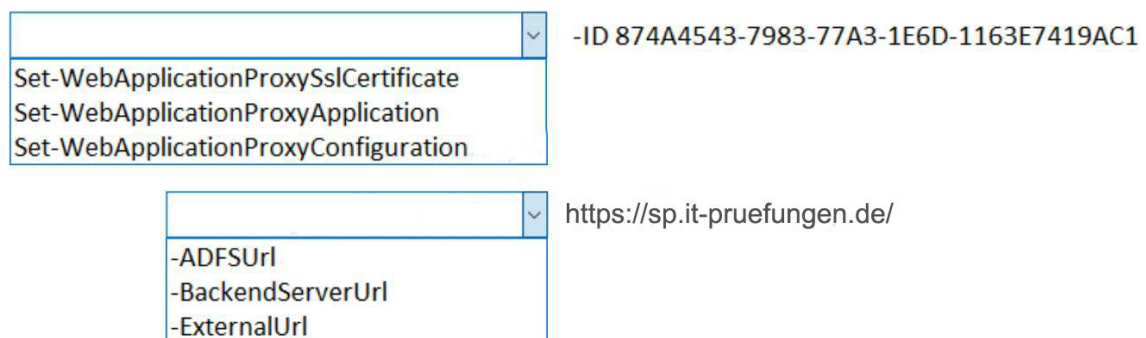 -ID 874A4543-7983-77A3-1E6D-1163E7419AC1
Set-WebApplicationProxySslCertificate
Set-WebApplicationProxyApplication
Set-WebApplicationProxyConfiguration
https://sp.it-pruefungen.de/
-ADFSUrl
-BackendServerUrl
-ExternalUrl